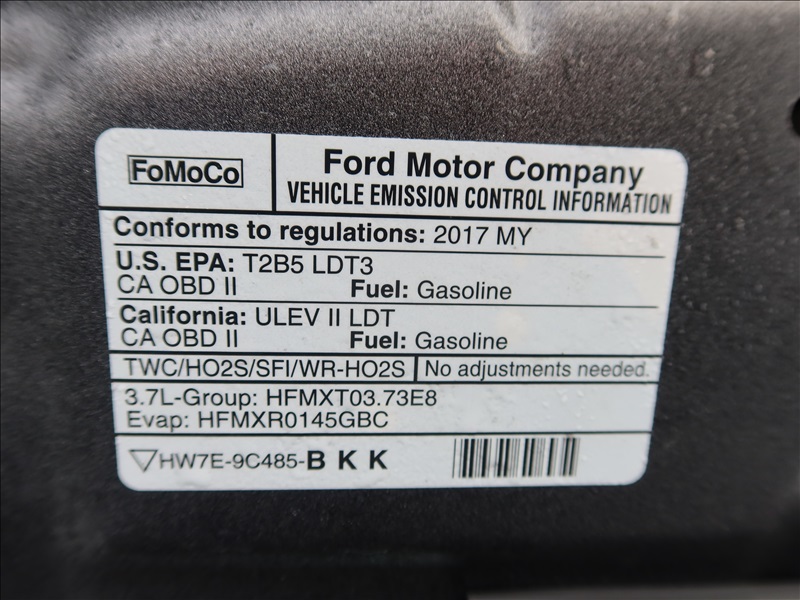 FoMoCo
Ford Motor Company
VEHICLE EMISSION CONTROL INFORMATION
Conforms to regulations: 2017 MY
U.S. EPA: T2B5 LDT3
CA OBD II Fuel: Gasoline
California: ULEV II LDT
CA OBD II Fuel: Gasoline
TWC/HO2S/SFI/WR-HO2S No adjustments needed.
3.7L-Group: HFMXT03.73E8
Evap: HFMXR0145GBC
HW7E-9C485-B K K